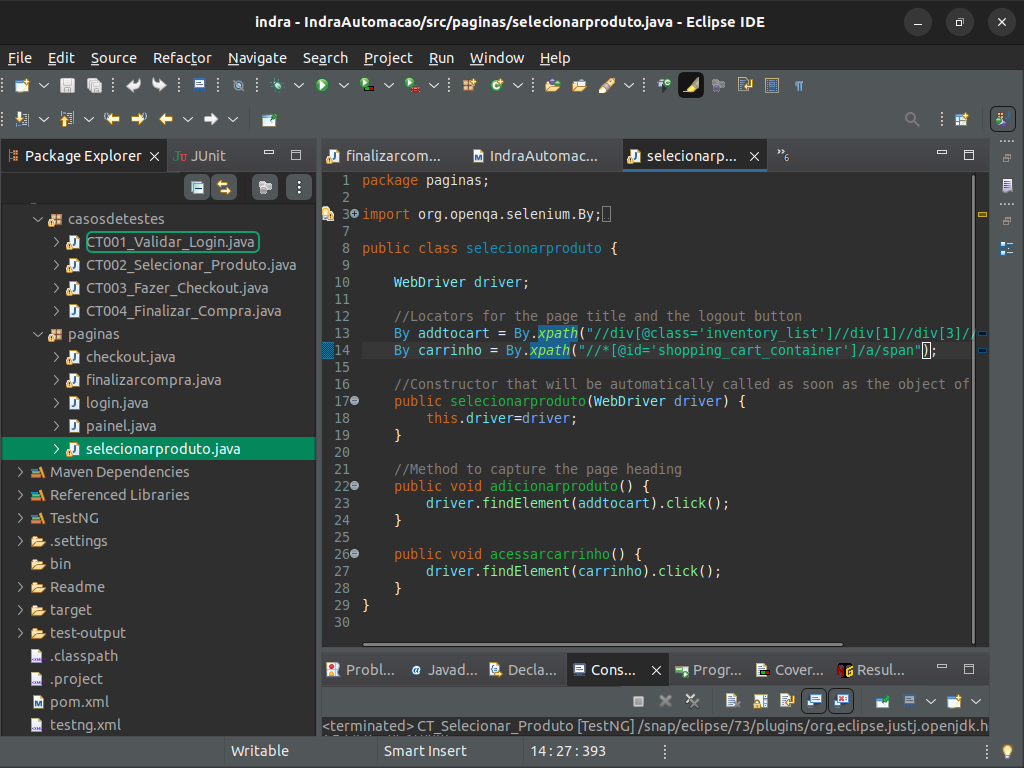 indra - IndraAutomacao/src/paginas/selecionarproduto.java - Eclipse IDE
File Edit Source Refactor Navigate Search Project Run Window Help
Package Explorer
JUnit
casosdetestes
CT001_Validar_Login.java
CT002_Selecionar_Produto.java
CT003_Fazer_Checkout.java
CT004_Finalizar_Compra.java
paginas
checkout.java
finalizarcompra.java
login.java
painel.java
selecionarproduto.java
Maven Dependencies
Referenced Libraries
TestNG
.settings
bin
Readme
target
test-output
.classpath
.project
pom.xml
testng.xml
finalizarcom... IndraAutomac... selecionarp... »6
1 package paginas;
2
3 import org.openqa.selenium.By;
7
8 public class selecionarproduto {
9
10 WebDriver driver;
11
12 //Locators for the page title and the logout button
13 By addtocart = By.xpath("//div[@class='inventory_list']//div[1]//div[3]//
14 By carrinho = By.xpath("//*[@id='shopping_cart_container']/a/span");
15
16 //Constructor that will be automatically called as soon as the object of
17 public selecionarproduto(WebDriver driver) {
18 this.driver=driver;
19 }
20
21 //Method to capture the page heading
22 public void adicionarproduto() {
23 driver.findElement(addtocart).click();
24 }
25
26 public void acessarcarrinho() {
27 driver.findElement(carrinho).click();
28 }
29 }
30
Probl... Javad... Decla... Cons... Progr... Cover... Resul...
<terminated> CT_Selecionar_Produto [TestNG] /snap/eclipse/73/plugins/org.eclipse.justj.openjdk.h
Writable Smart Insert 14 : 27 : 393